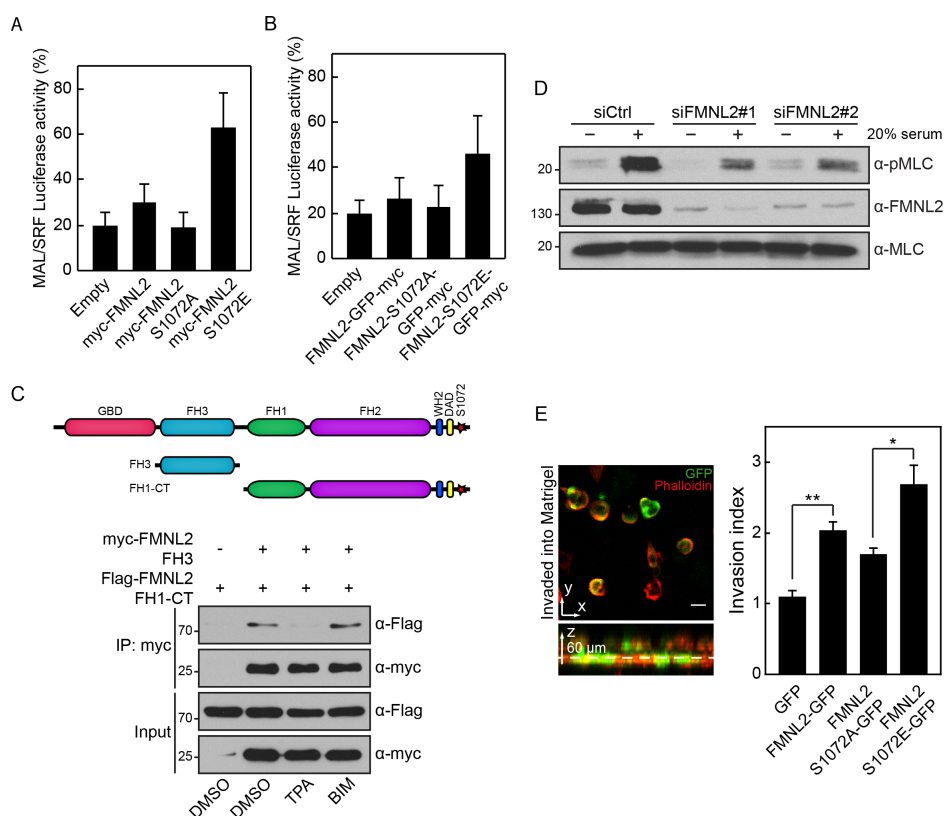 A
MAL/SRF Luciferase activity (%)
80
60
40
20
0
Empty
myc-FMNL2
myc-FMNL2
S1072A
myc-FMNL2
S1072E
B
MAL/SRF Luciferase activity (%)
80
60
40
20
0
Empty
FMNL2-GFP-myc
FMNL2-S1072A-
GFP-myc
FMNL2-S1072E-
GFP-myc
D
siCtrl siFMNL2#1 siFMNL2#2
– + – + – + 20% serum
20 α-pMLC
130 α-FMNL2
20 α-MLC
C
GBD FH3 FH1 FH2 WH2 DAD S1072
FH3
FH1-CT
myc-FMNL2
FH3
- + + +
Flag-FMNL2
FH1-CT
+ + + +
IP: myc
70 α-Flag
25 α-myc
Input
70 α-Flag
25 α-myc
DMSO DMSO TPA BIM
E
Invaded into Matrigel
GFP
Phalloidin
y
x
z
60 µm
Invasion index
3
2
1
0
**
*
GFP
FMNL2-GFP
FMNL2
S1072A-GFP
FMNL2
S1072E-GFP